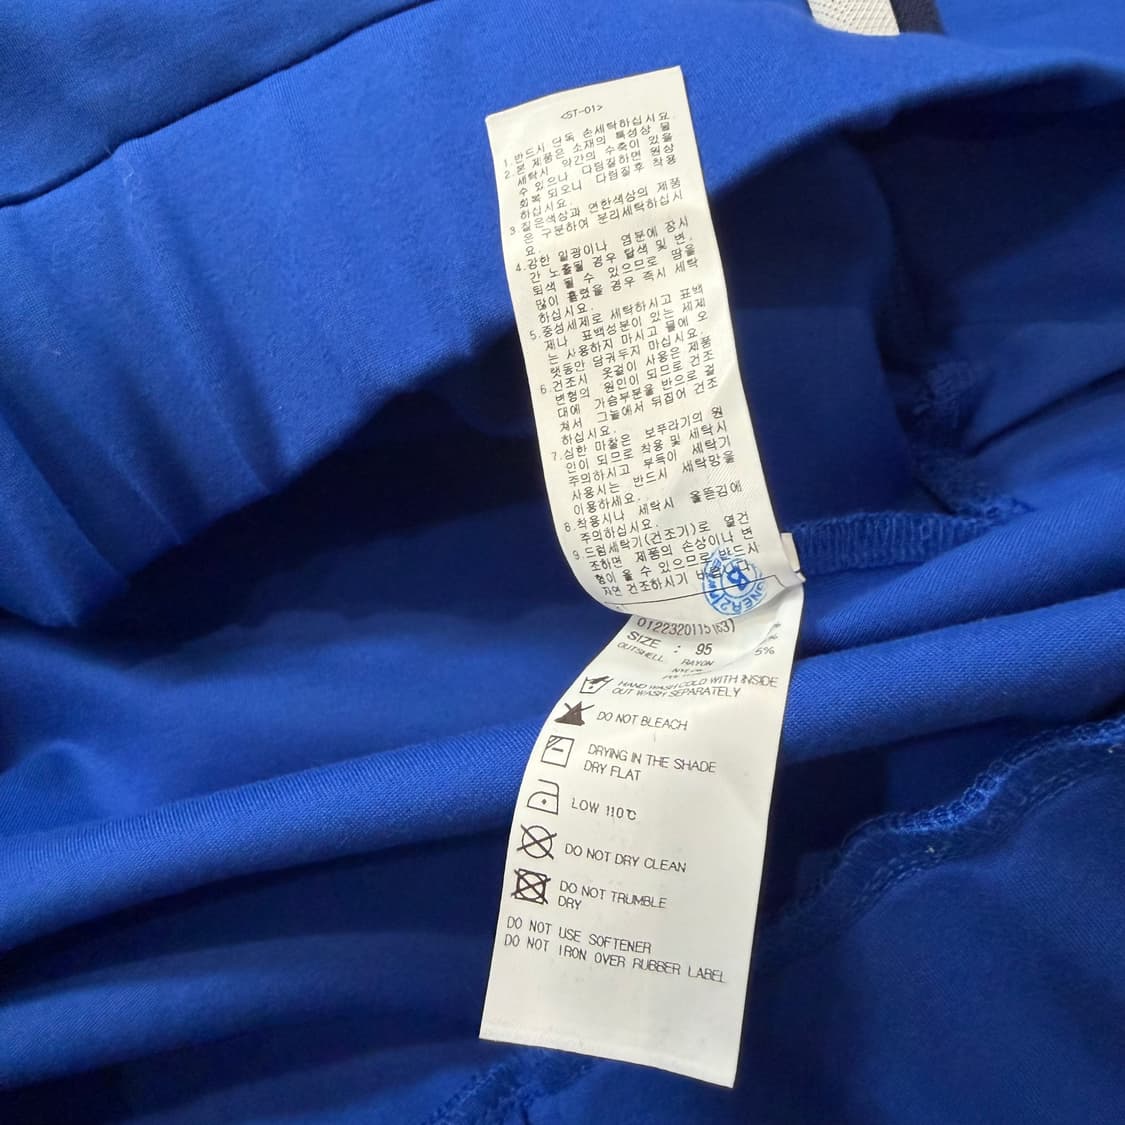 <ST-01>
1.반드시 단독 손세탁하십시요.
2.본 제품은 소재의 특성상 물
세탁시 약간의 수축이 있을
수 있으나 다림질하면 원상
회복 되오니 다림질후 착용
하십시요.
3.짙은색상과 연한색상의 제품
은 구분하여 분리세탁하십시
요.
4.강한 일광이나 염분에 장시
간 노출될 경우 탈색 및 변.
퇴색 될 수 있으므로 땀을
많이 흘렸을 경우 즉시 세탁
하십시요.
5.중성세제로 세탁하시고 표백
제나 표백성분이 있는 세제
는 사용하지 마시고 물에 오
랫동안 담궈두지 마십시요.
6.건조시 옷걸이 사용은 제품
변형의 원인이 되므로 건조
대에 가슴부분을 반으로 걸
쳐서 그늘에서 뒤집어 건조
하십시요.
7.심한 마찰은 보푸라기의 원
인이 되므로 착용 및 세탁시
주의하시고 부득이 세탁기
사용시는 반드시 세탁망을
이용하세요.
8.착용시나 세탁시 올뜯김에
주의하십시요.
9.드럼세탁기(건조기)로 열건
조하면 제품의 손상이나 변
형이 올 수 있으므로 반드시
자연 건조하시기
0122320115(63)
SIZE : 95
OUTSHELL RAYON
5%
HAND WASH COLD WITH INSIDE
OUT WASH SEPARATELY
DO NOT BLEACH
DRYING IN THE SHADE
DRY FLAT
LOW 110℃
DO NOT DRY CLEAN
DO NOT TRUMBLE
DRY
DO NOT USE SOFTENER
DO NOT IRON OVER RUBBER LABEL